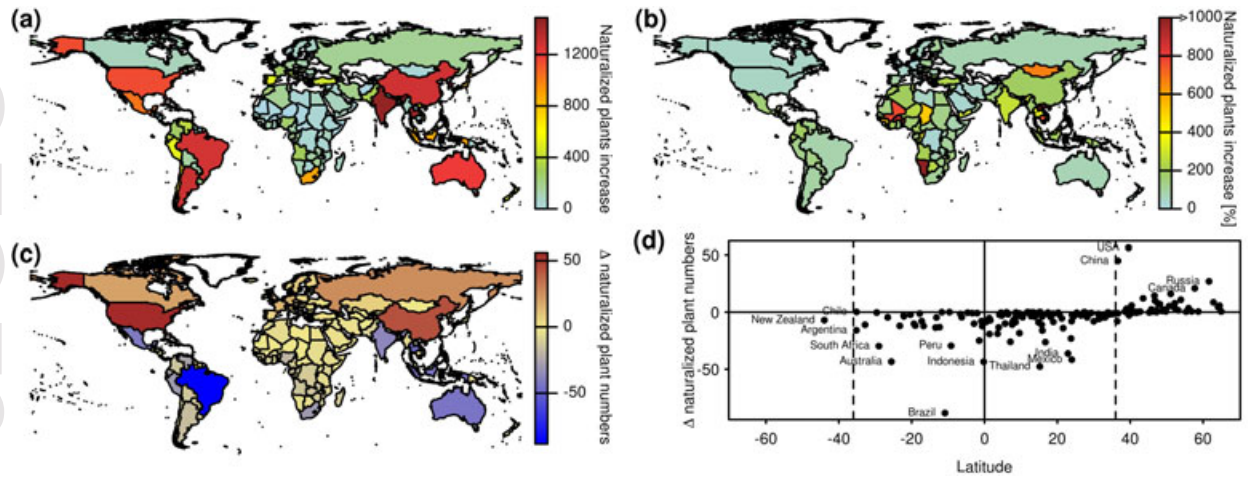 (a)
Naturalized plants increase
1200
800
400
0
(b)
Naturalized plants increase [%]
>1000
800
600
400
200
0
(c)
Δ naturalized plant numbers
50
0
-50
(d)
Δ naturalized plant numbers
50
0
-50
USA
China
Russia
Canada
Chile
New Zealand
Argentina
South Africa
Peru
Australia
Indonesia
India
Mexico
Thailand
Brazil
-60
-40
-20
0
20
40
60
Latitude